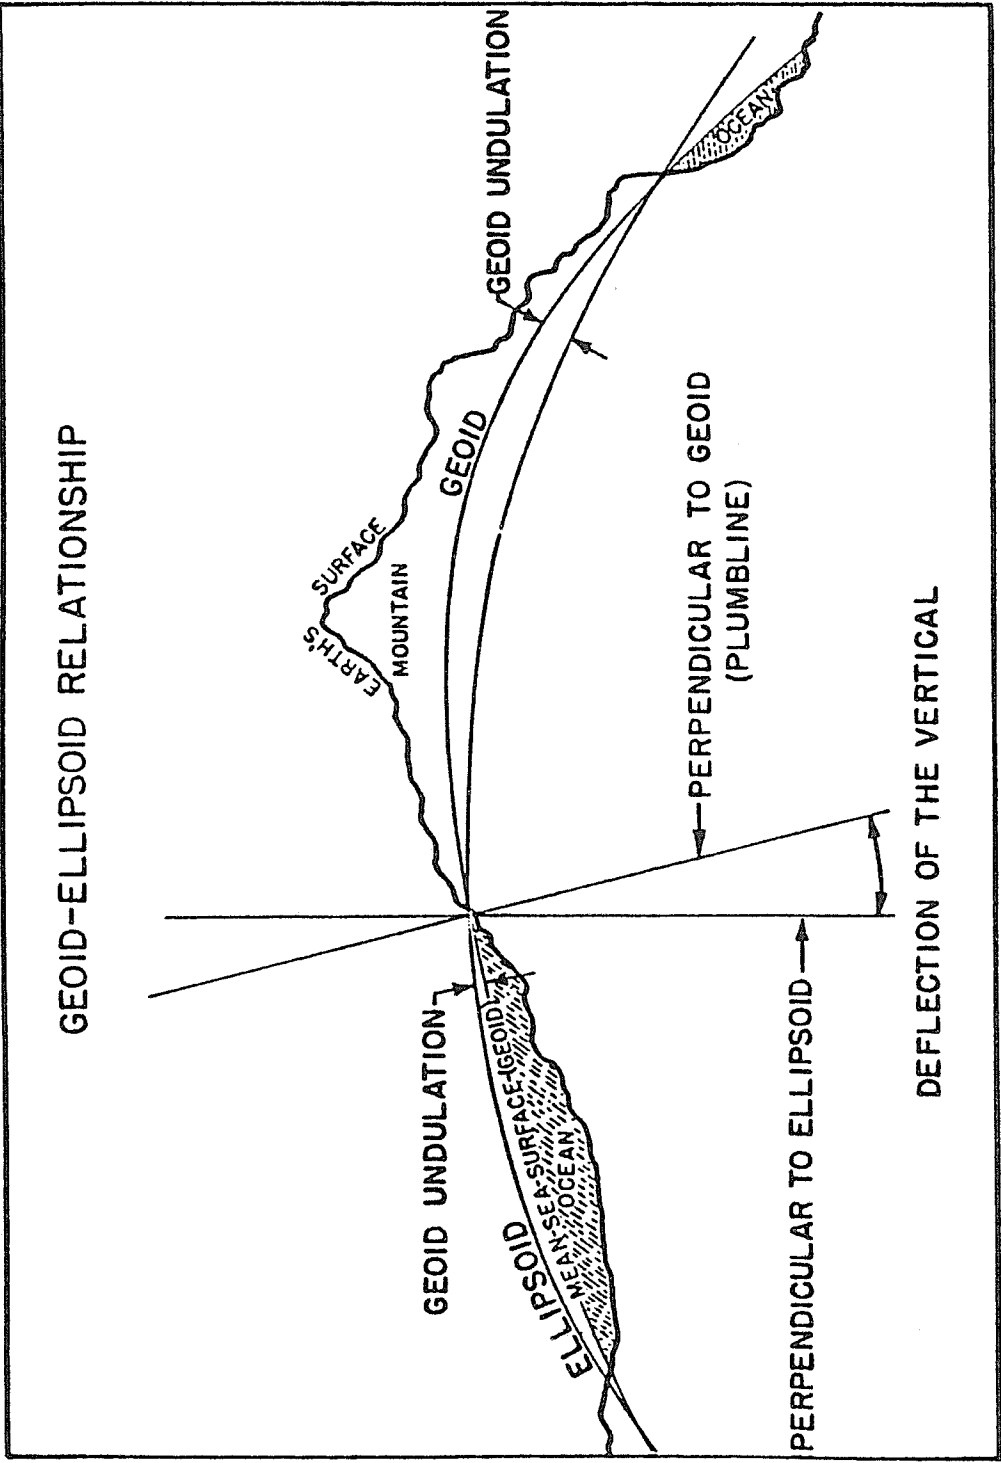 GEOID-ELLIPSOID RELATIONSHIP
EARTH'S SURFACE
MOUNTAIN
GEOID UNDULATION
GEOID
GEOID UNDULATION
ELLIPSOID
MEAN-SEA-SURFACE-(GEOID)
OCEAN
OCEAN
PERPENDICULAR TO GEOID
(PLUMBLINE)
PERPENDICULAR TO ELLIPSOID
DEFLECTION OF THE VERTICAL